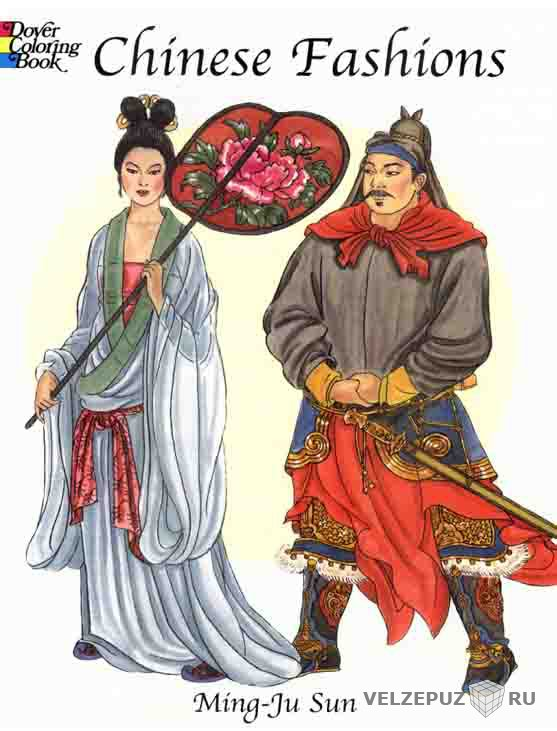 Dover
Coloring
Book
Chinese Fashions
Ming-Ju Sun
VELZEPUZ RU